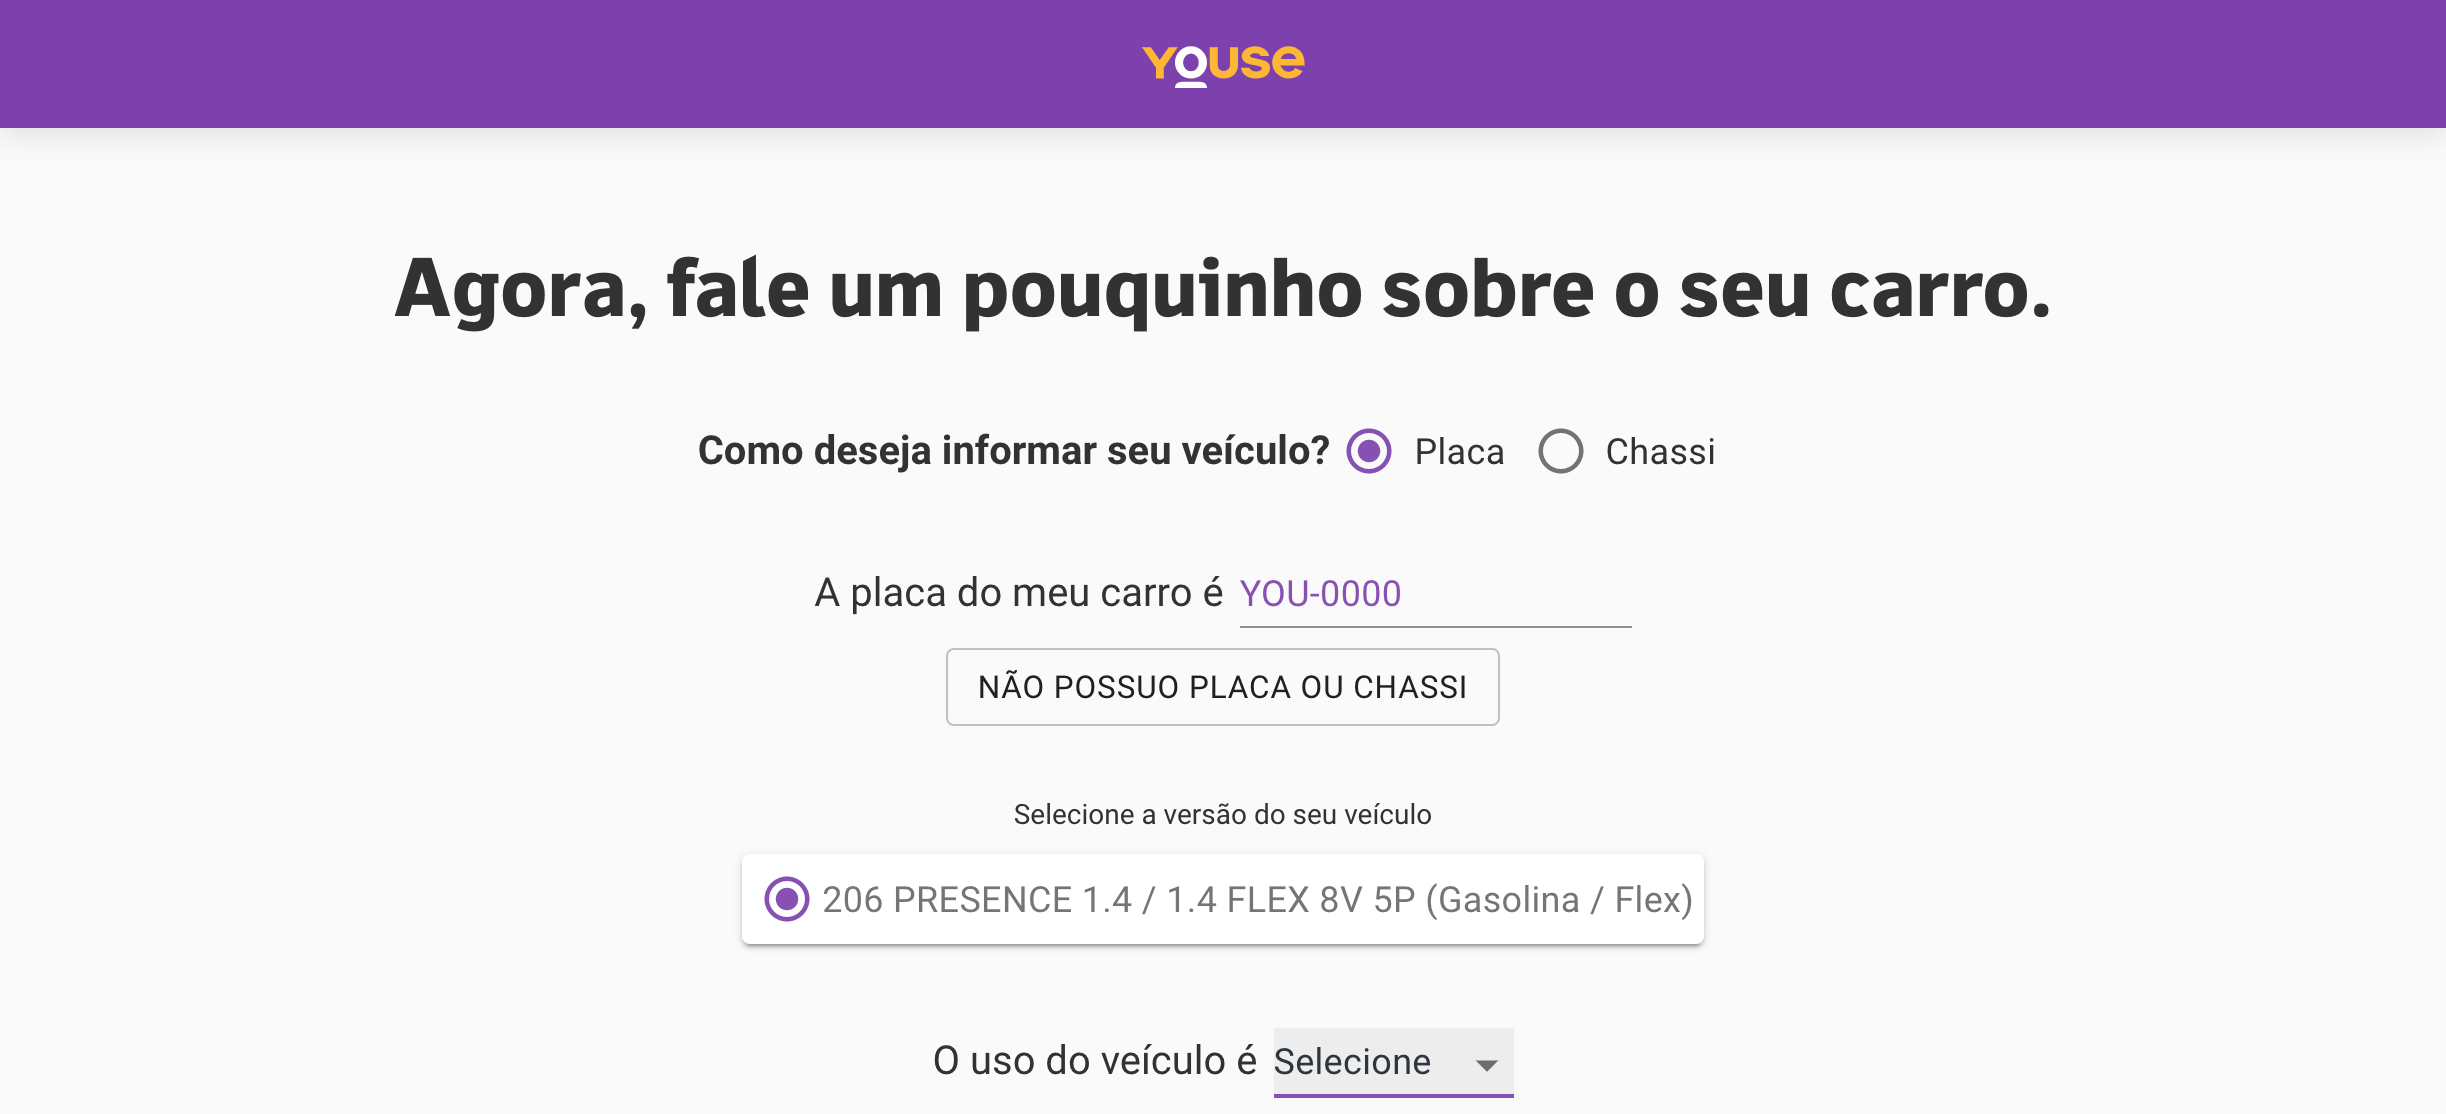 Youse
Agora, fale um pouquinho sobre o seu carro.
Como deseja informar seu veículo? Placa Chassi
A placa do meu carro é YOU-0000
NÃO POSSUO PLACA OU CHASSI
Selecione a versão do seu veículo
206 PRESENCE 1.4 / 1.4 FLEX 8V 5P (Gasolina / Flex)
O uso do veículo é Selecione